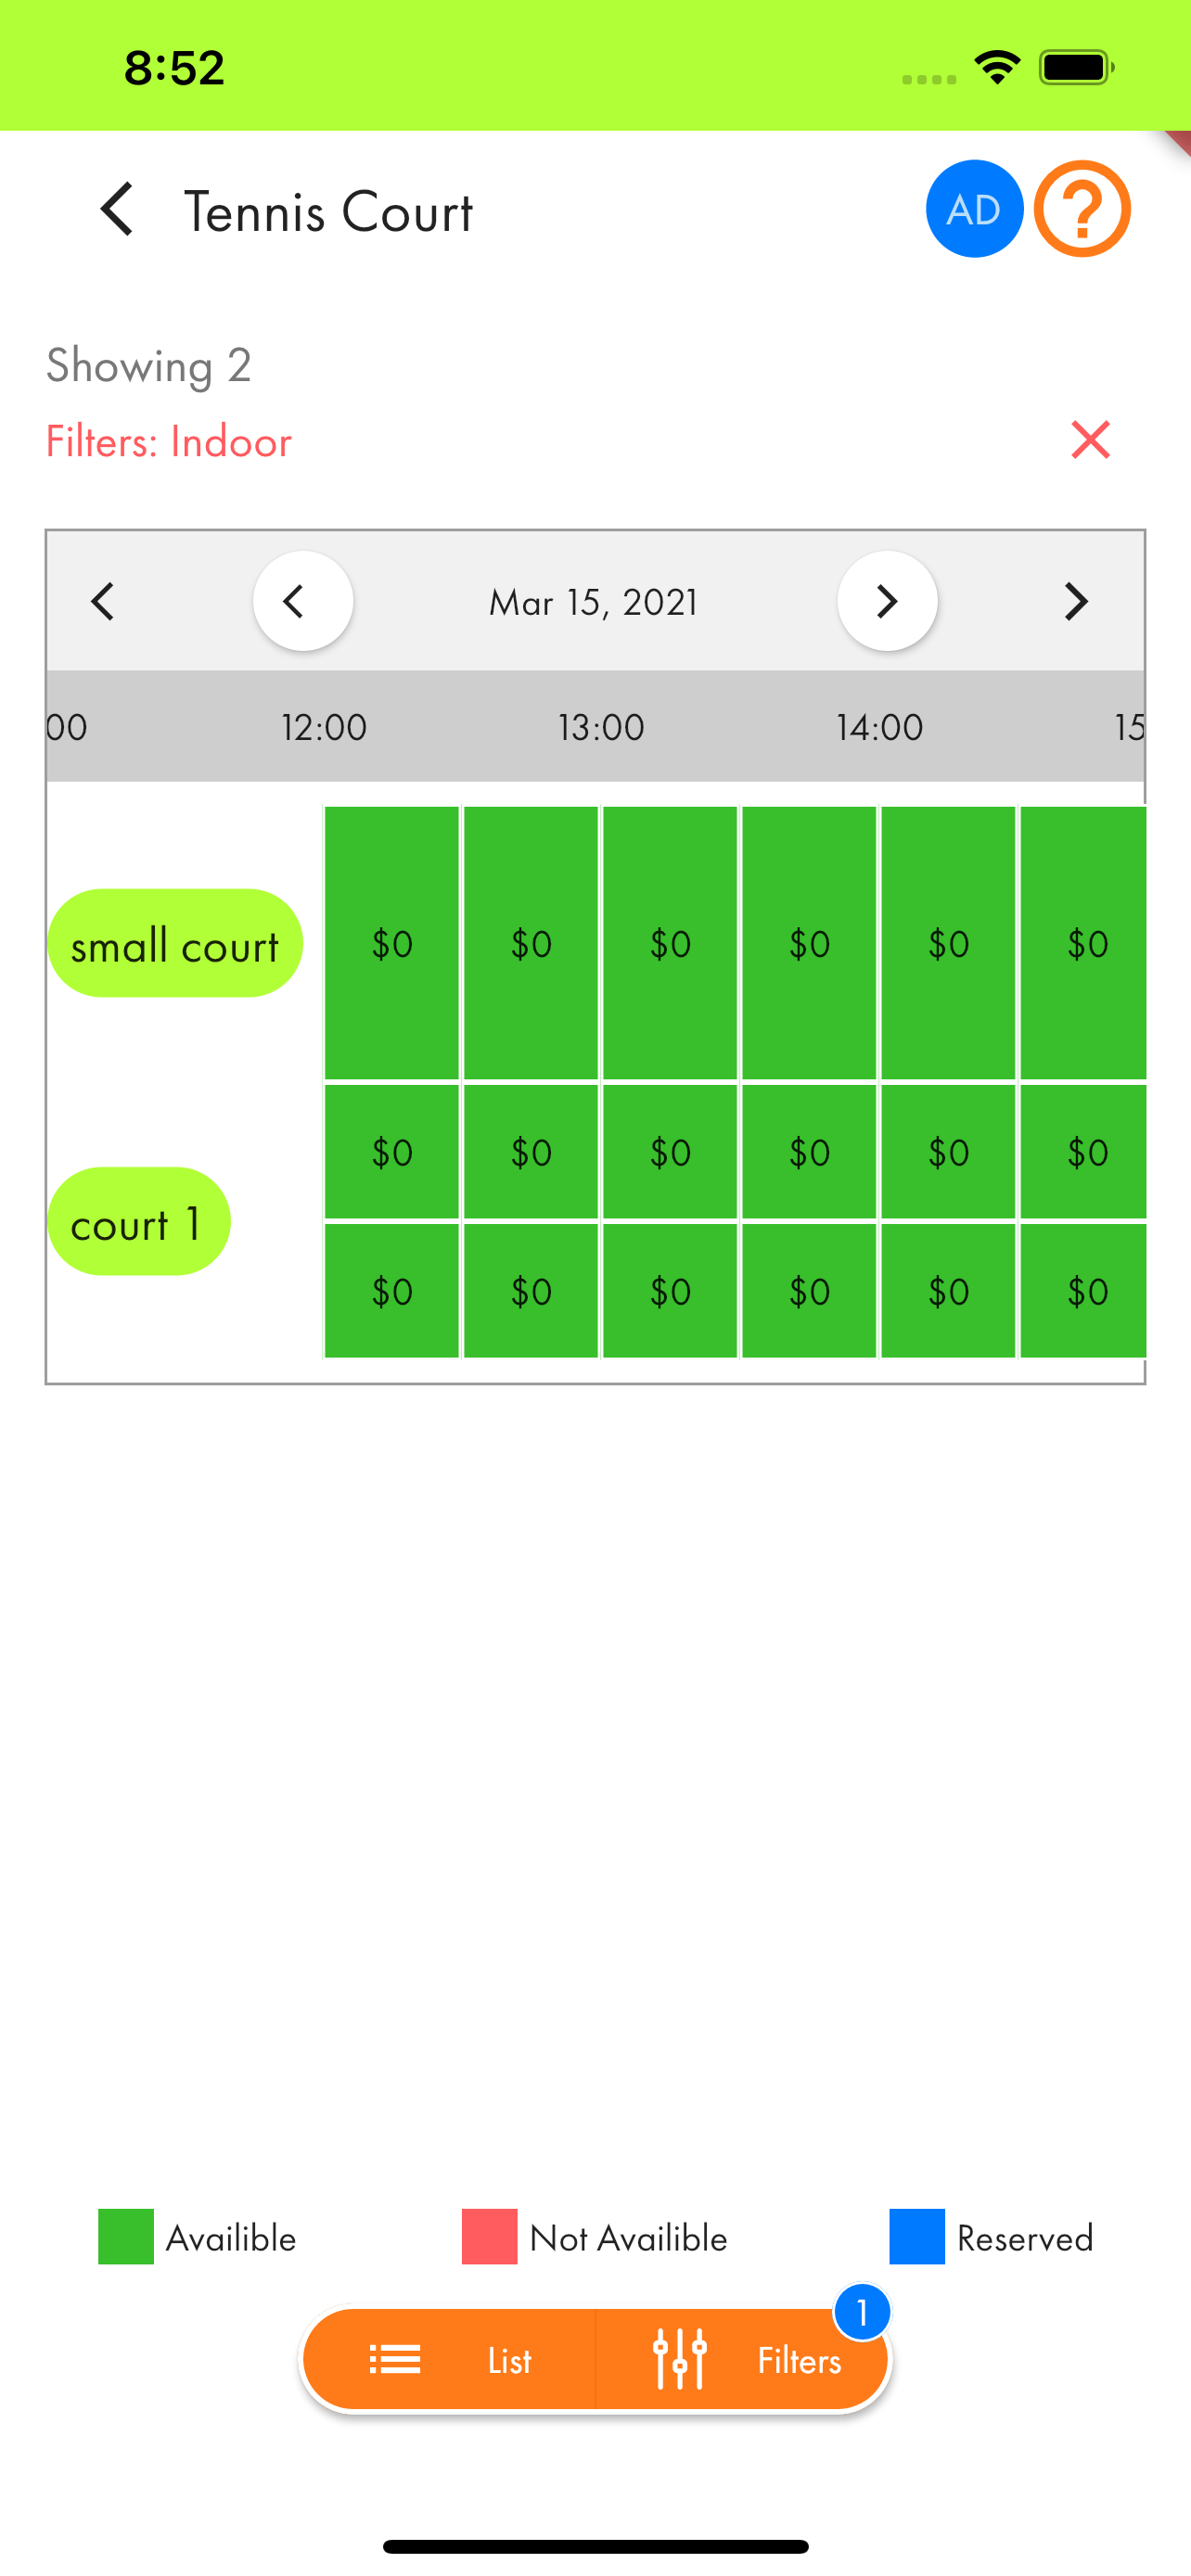 8:52
Tennis Court AD ?
Showing 2
Filters: Indoor
Mar 15, 2021
00 12:00 13:00 14:00 15
small court $0 $0 $0 $0 $0 $0
$0 $0 $0 $0 $0 $0
court 1
$0 $0 $0 $0 $0 $0
Availible Not Availible Reserved
1
List Filters